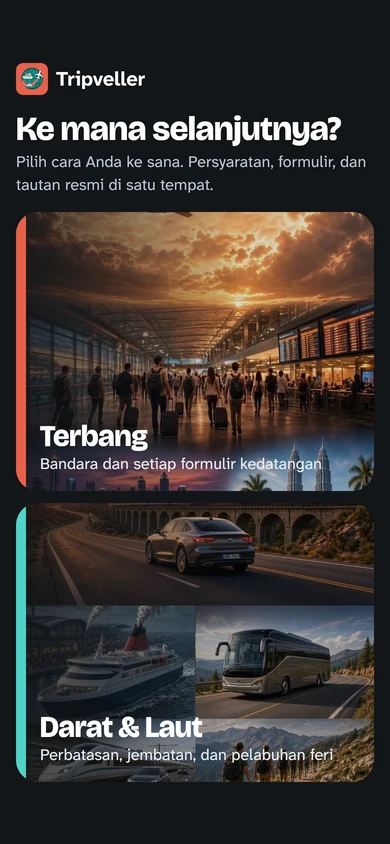 Tripveller
Ke mana selanjutnya?
Pilih cara Anda ke sana. Persyaratan, formulir, dan
tautan resmi di satu tempat.
Terbang
Bandara dan setiap formulir kedatangan
Darat & Laut
Perbatasan, jembatan, dan pelabuhan feri